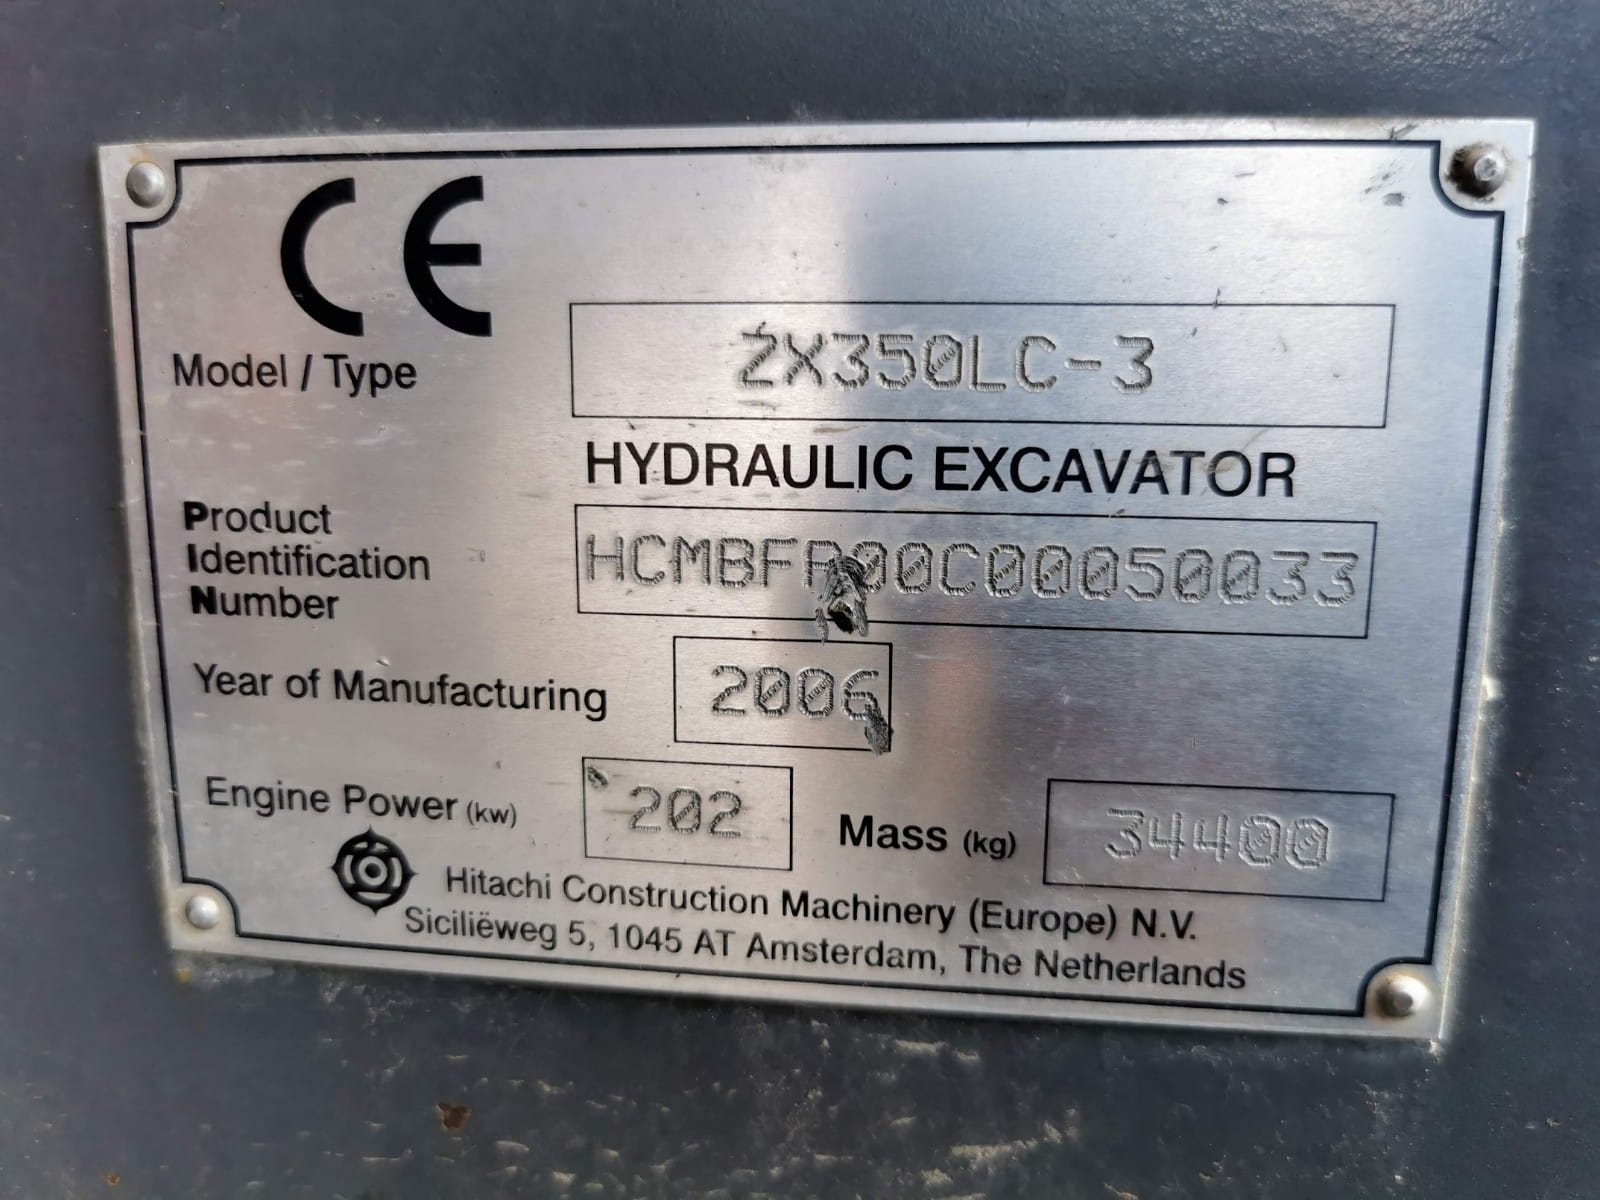 CE
Model / Type
ZX350LC-3
HYDRAULIC EXCAVATOR
Product
Identification
Number
HCMBFP00C00050033
Year of Manufacturing
2006
Engine Power (kw)
202
Mass (kg)
34400
Hitachi Construction Machinery (Europe) N.V.
Siciliëweg 5, 1045 AT Amsterdam, The Netherlands